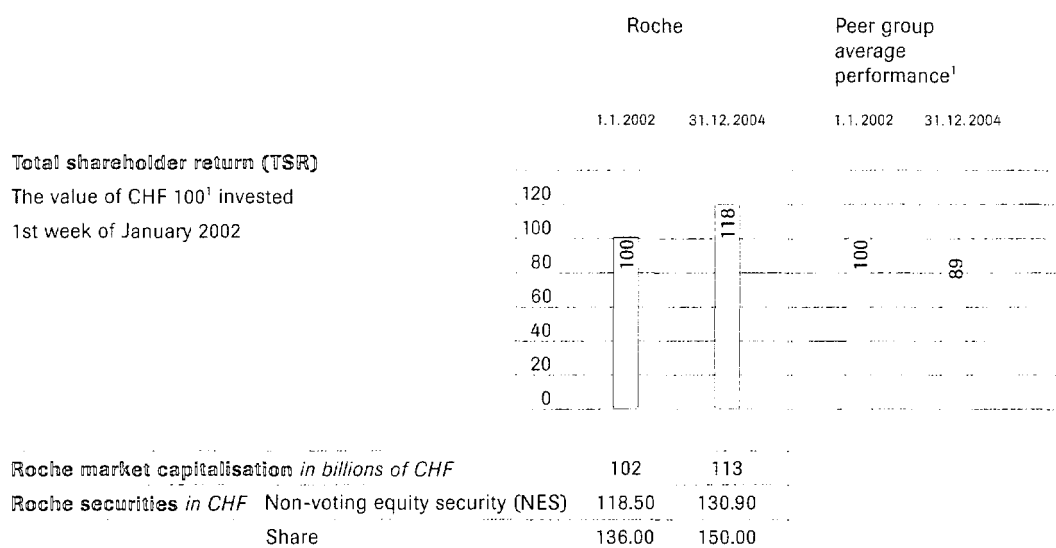 Roche Peer group
average
performance¹
1.1.2002 31.12.2004 1.1.2002 31.12.2004
Total shareholder return (TSR)
The value of CHF 100¹ invested
1st week of January 2002
120
100
80
60
40
20
0
100 118 100 89
Roche market capitalisation in billions of CHF 102 113
Roche securities in CHF Non-voting equity security (NES) 118.50 130.90
Share 136.00 150.00